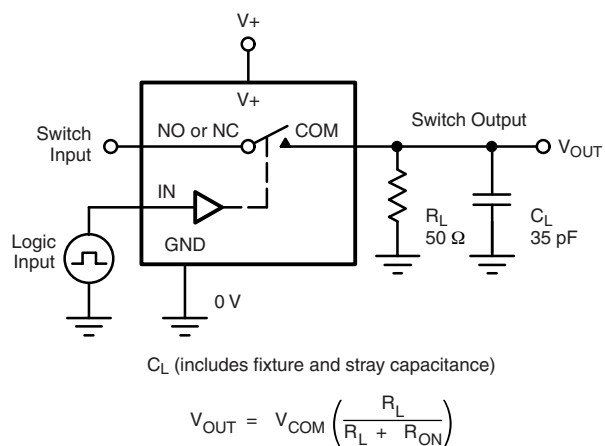 V+
V+
Switch Output
Switch Input
NO or NC
COM
VOUT
IN
RL
50 Ω
CL
35 pF
Logic Input
GND
0 V
CL (includes fixture and stray capacitance)
VOUT = VCOM ( RL / RL + RON )